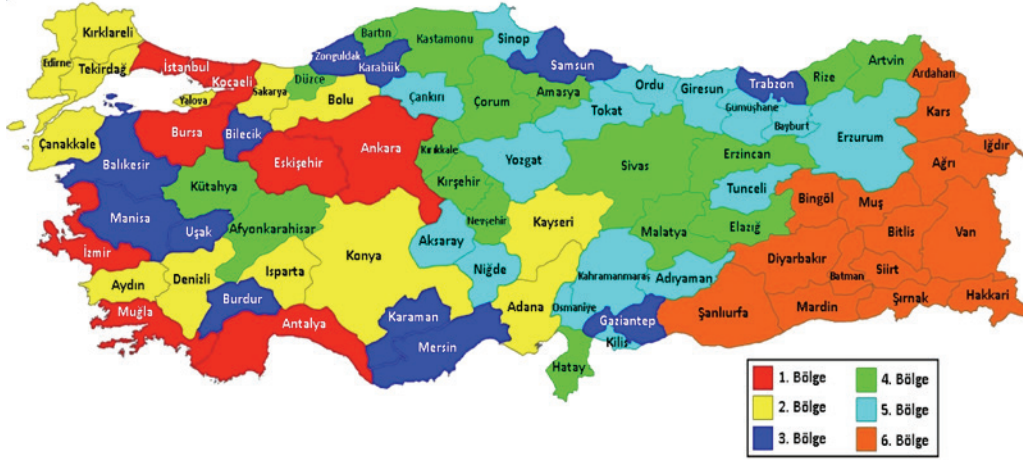 Kırklareli
Edirne
Tekirdağ
İstanbul
Kocaeli
Yalova
Sakarya
Düzce
Bolu
Zonguldak
Bartın
Karabük
Kastamonu
Sinop
Samsun
Çankırı
Çorum
Amasya
Tokat
Ordu
Giresun
Gümüşhane
Trabzon
Bayburt
Rize
Artvin
Ardahan
Kars
Iğdır
Erzurum
Ağrı
Çanakkale
Balıkesir
Bursa
Bilecik
Eskişehir
Ankara
Kırıkkale
Kırşehir
Yozgat
Sivas
Erzincan
Tunceli
Bingöl
Muş
Bitlis
Van
Kütahya
Manisa
Uşak
Afyonkarahisar
İzmir
Nevşehir
Aksaray
Niğde
Kayseri
Malatya
Elazığ
Diyarbakır
Batman
Siirt
Şırnak
Hakkari
Mardin
Şanlıurfa
Adıyaman
Kahramanmaraş
Osmaniye
Gaziantep
Kilis
Hatay
Adana
Konya
Isparta
Denizli
Aydın
Muğla
Burdur
Antalya
Karaman
Mersin
1. Bölge
2. Bölge
3. Bölge
4. Bölge
5. Bölge
6. Bölge